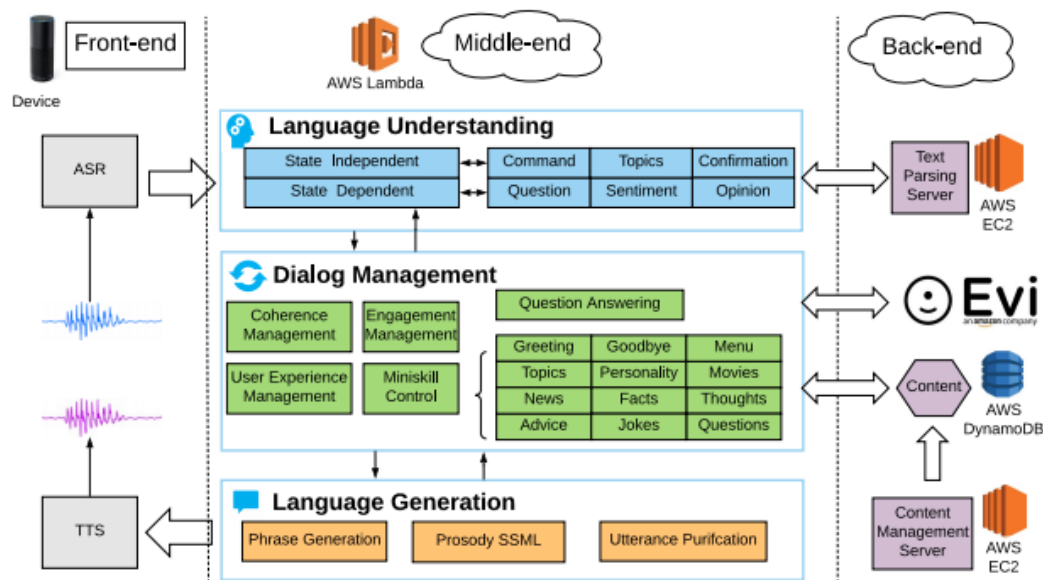 Front-end
Device
ASR
TTS
Middle-end
AWS Lambda
Language Understanding
State Independent
State Dependent
Command Topics Confirmation
Question Sentiment Opinion
Dialog Management
Coherence
Management
Engagement
Management
User Experience
Management
Miniskill
Control
Question Answering
Greeting Goodbye Menu
Topics Personality Movies
News Facts Thoughts
Advice Jokes Questions
Language Generation
Phrase Generation
Prosody SSML
Utterance Purifcation
Back-end
Text
Parsing
Server
AWS
EC2
Evi
an amazon company
Content
AWS
DynamoDB
Content
Management
Server
AWS
EC2